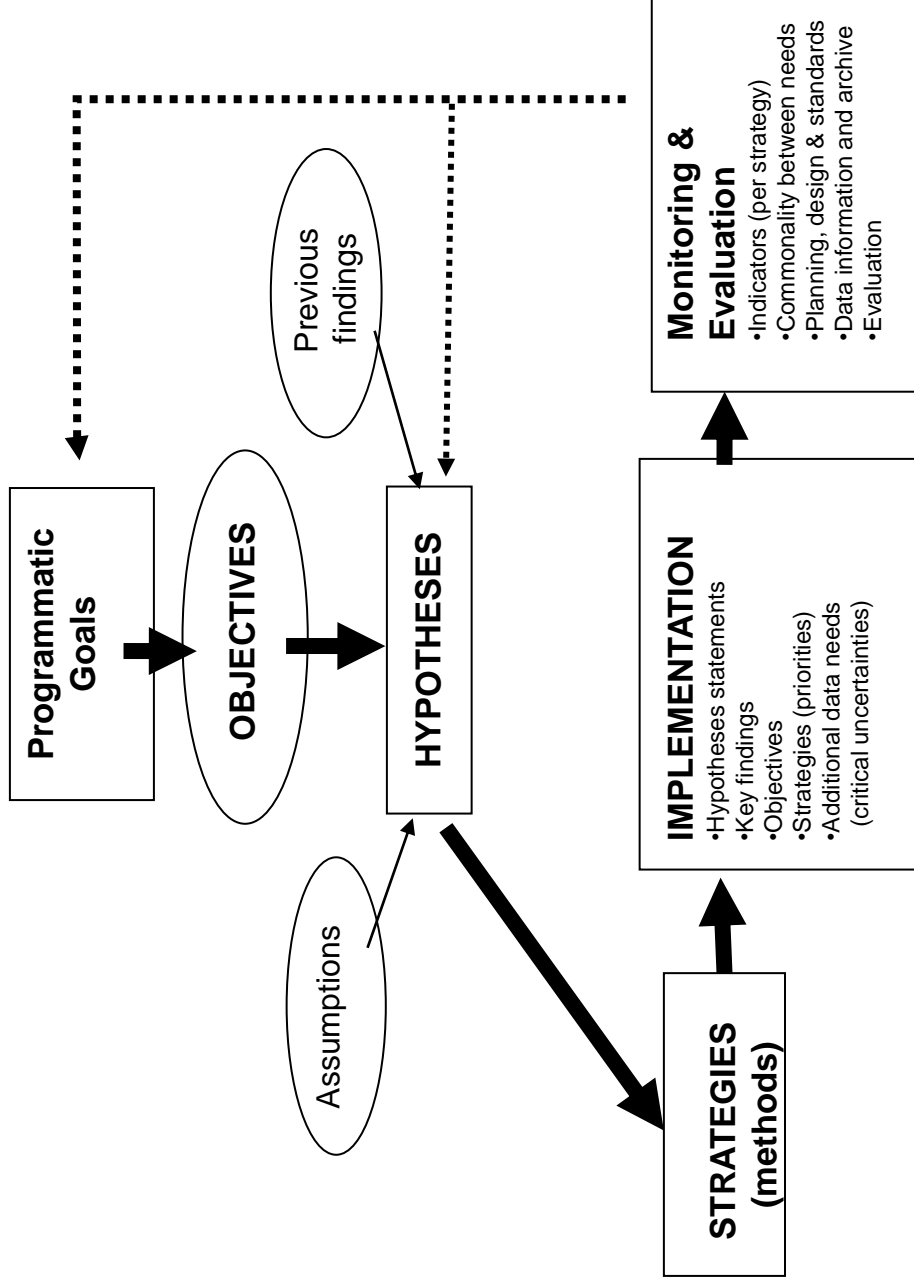 Programmatic
Goals
OBJECTIVES
Assumptions
Previous
findings
HYPOTHESES
STRATEGIES
(methods)
IMPLEMENTATION
•Hypotheses statements
•Key findings
•Objectives
•Strategies (priorities)
•Additional data needs
(critical uncertainties)
Monitoring &
Evaluation
•Indicators (per strategy)
•Commonality between needs
•Planning, design & standards
•Data information and archive
•Evaluation